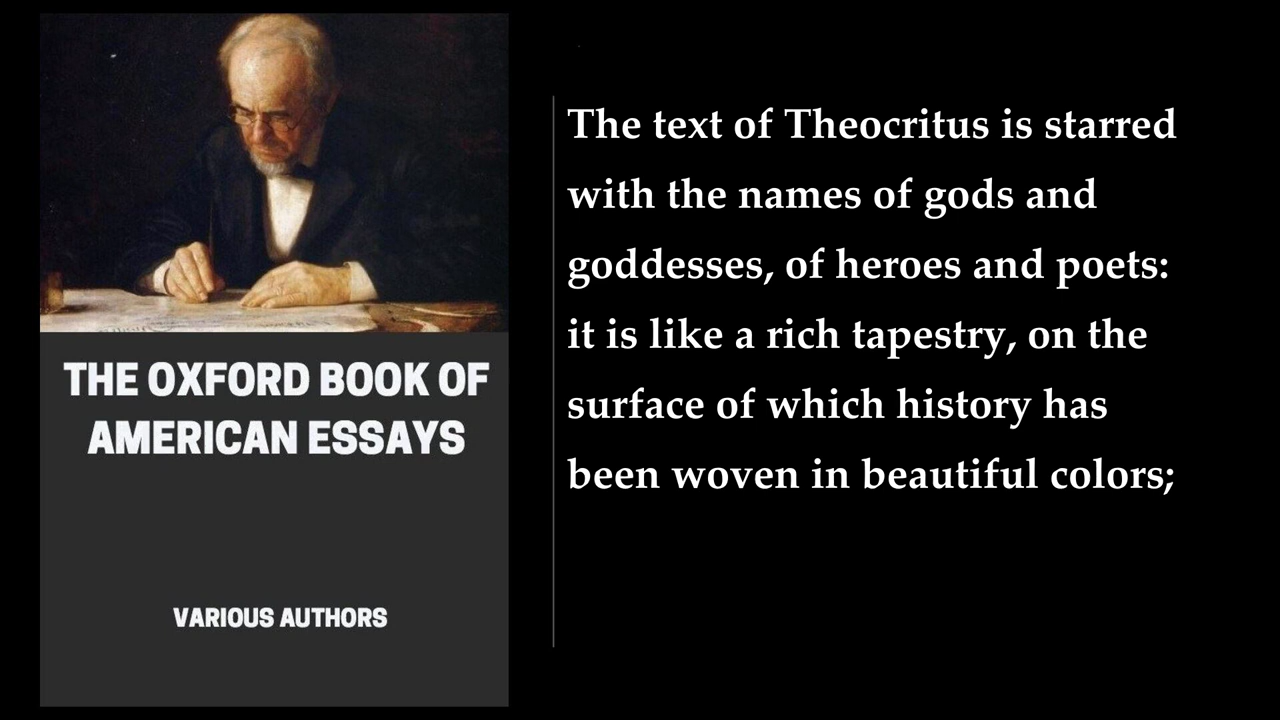 THE OXFORD BOOK OF
AMERICAN ESSAYS
VARIOUS AUTHORS
The text of Theocritus is starred
with the names of gods and
goddesses, of heroes and poets:
it is like a rich tapestry, on the
surface of which history has
been woven in beautiful colors;